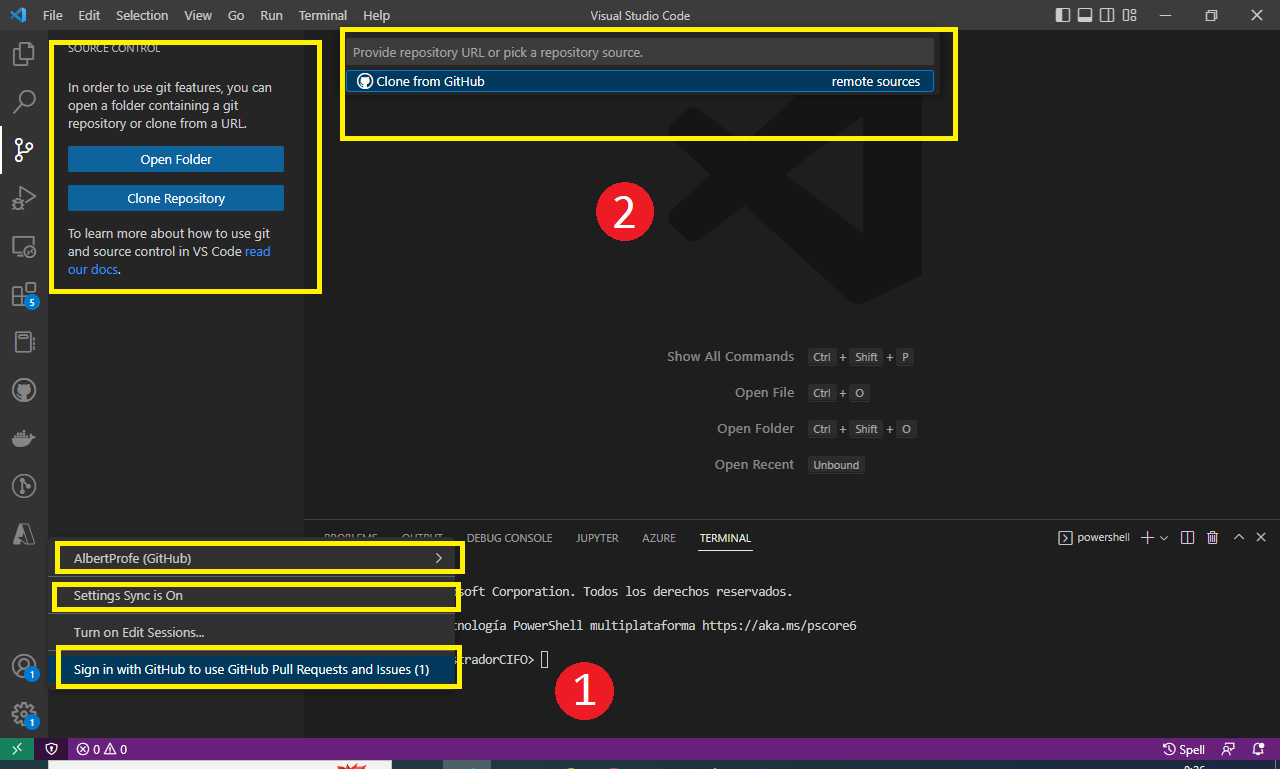 File Edit Selection View Go Run Terminal Help
Visual Studio Code
SOURCE CONTROL
In order to use git features, you can
open a folder containing a git
repository or clone from a URL.
Open Folder
Clone Repository
To learn more about how to use git
and source control in VS Code read
our docs.
Provide repository URL or pick a repository source.
Clone from GitHub remote sources
2
5
Show All Commands Ctrl + Shift + P
Open File Ctrl + O
Open Folder Ctrl + Shift + O
Open Recent Unbound
PROBLEMS OUTPUT DEBUG CONSOLE JUPYTER AZURE TERMINAL
powershell
AlbertProfe (GitHub)
Settings Sync is On
Turn on Edit Sessions...
Sign in with GitHub to use GitHub Pull Requests and Issues (1)
soft Corporation. Todos los derechos reservados.
cnología PowerShell multiplataforma https://aka.ms/pscore6
stradorCIFO>
1
1
1
0 0
Spell